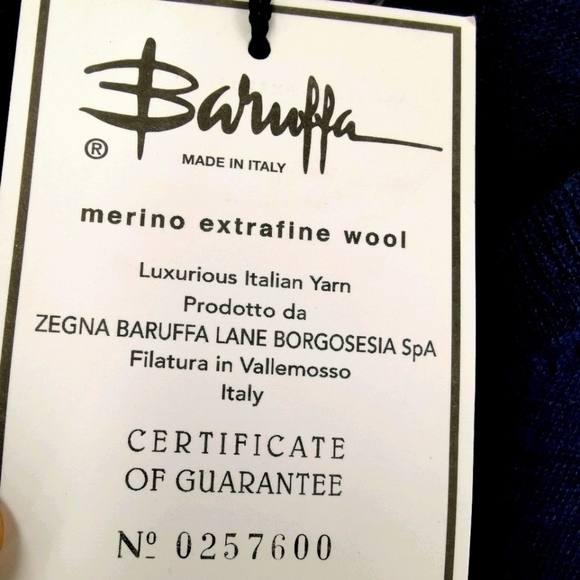 Baruffa
®
MADE IN ITALY
merino extrafine wool
Luxurious Italian Yarn
Prodotto da
ZEGNA BARUFFA LANE BORGOSESIA SpA
Filatura in Vallemosso
Italy
CERTIFICATE
OF GUARANTEE
Nº 0257600